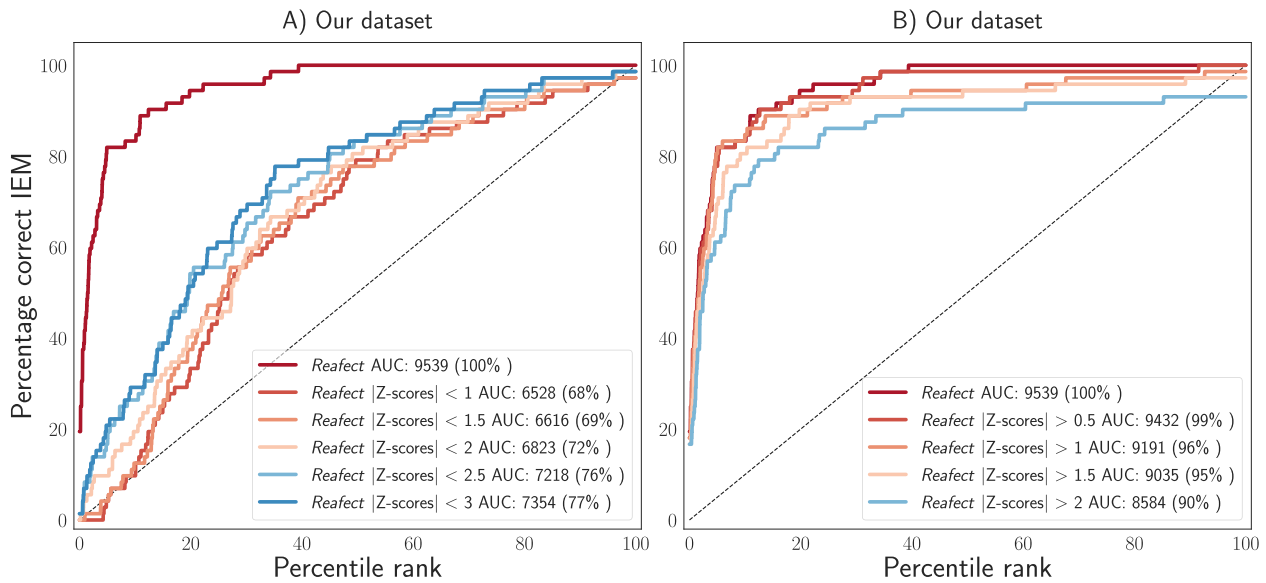 A) Our dataset
Percentage correct IEM
100
80
60
40
20
0
Reafect AUC: 9539 (100% )
Reafect |Z-scores| < 1 AUC: 6528 (68% )
Reafect |Z-scores| < 1.5 AUC: 6616 (69% )
Reafect |Z-scores| < 2 AUC: 6823 (72% )
Reafect |Z-scores| < 2.5 AUC: 7218 (76% )
Reafect |Z-scores| < 3 AUC: 7354 (77% )
0 20 40 60 80 100
Percentile rank
B) Our dataset
100
80
60
40
20
0
Reafect AUC: 9539 (100% )
Reafect |Z-scores| > 0.5 AUC: 9432 (99% )
Reafect |Z-scores| > 1 AUC: 9191 (96% )
Reafect |Z-scores| > 1.5 AUC: 9035 (95% )
Reafect |Z-scores| > 2 AUC: 8584 (90% )
0 20 40 60 80 100
Percentile rank